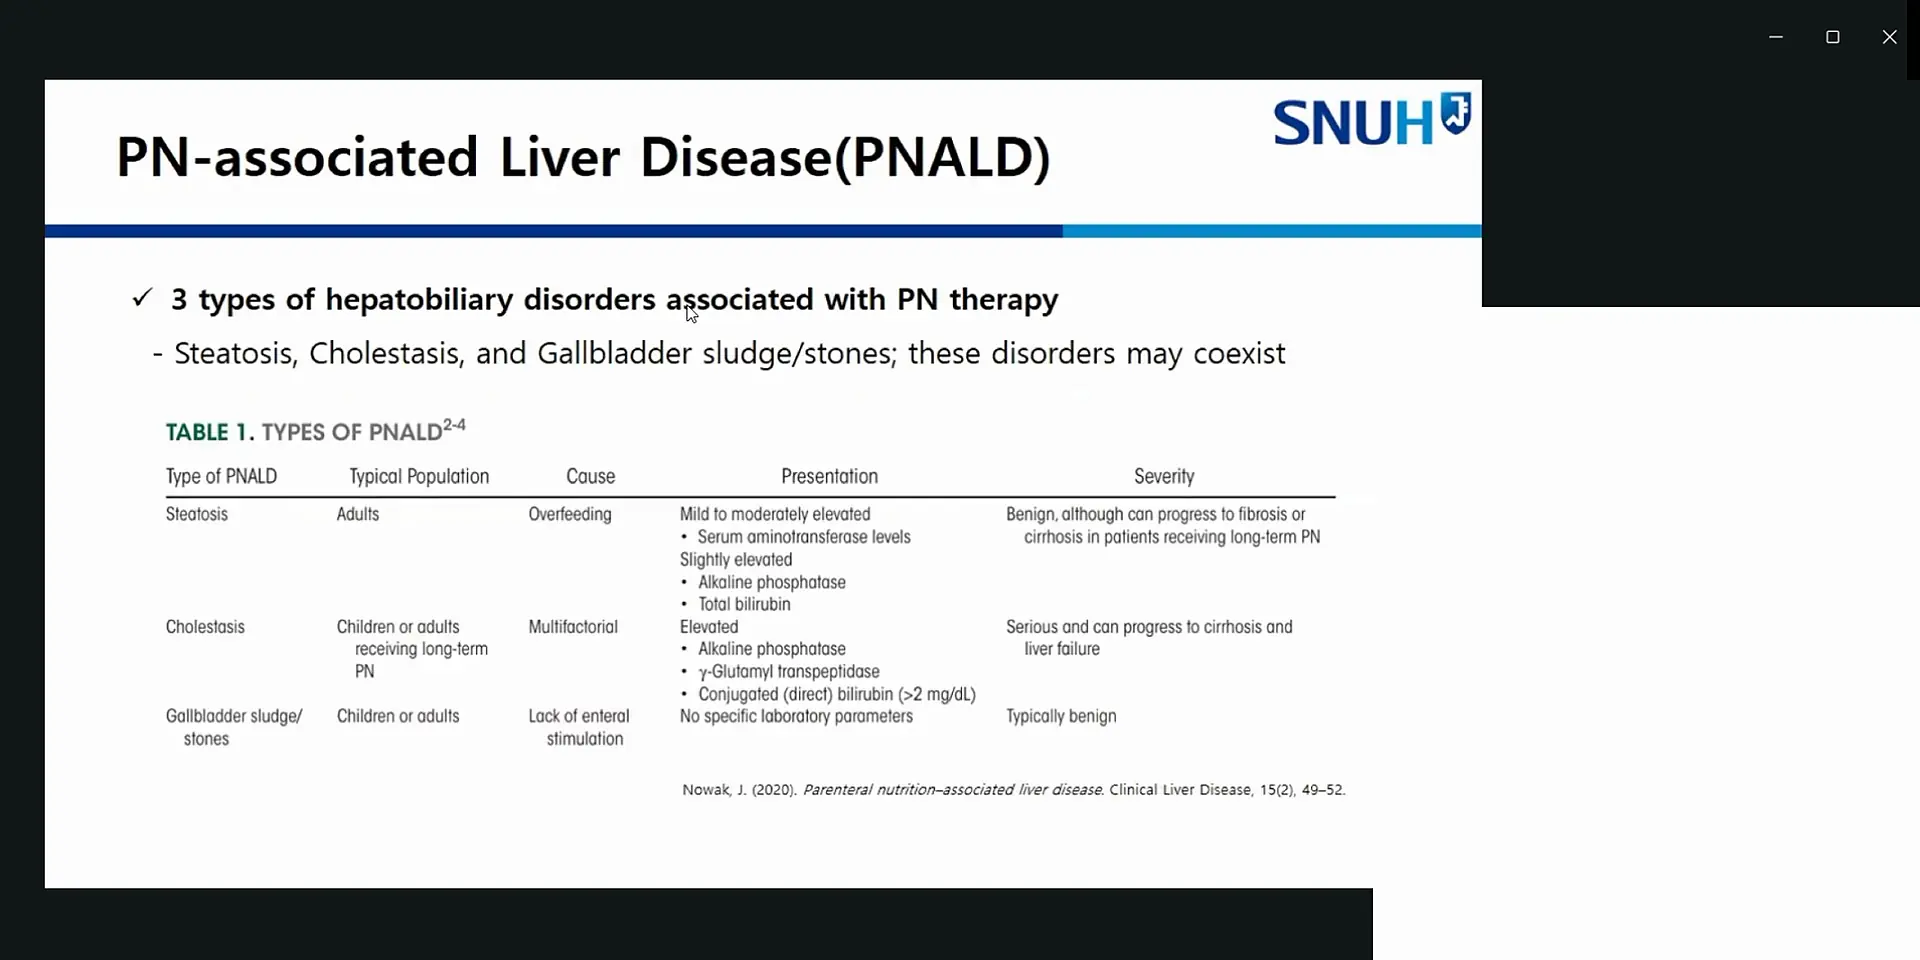 SNUH
PN-associated Liver Disease(PNALD)
✓ 3 types of hepatobiliary disorders associated with PN therapy
- Steatosis, Cholestasis, and Gallbladder sludge/stones; these disorders may coexist
TABLE 1. TYPES OF PNALD2-4
Type of PNALD Typical Population Cause Presentation Severity
Steatosis Adults Overfeeding Mild to moderately elevated Benign, although can progress to fibrosis or
• Serum aminotransferase levels cirrhosis in patients receiving long-term PN
Slightly elevated
• Alkaline phosphatase
• Total bilirubin
Cholestasis Children or adults Multifactorial Elevated Serious and can progress to cirrhosis and
receiving long-term • Alkaline phosphatase liver failure
PN • γ-Glutamyl transpeptidase
• Conjugated (direct) bilirubin (>2 mg/dL)
Gallbladder sludge/ Children or adults Lack of enteral No specific laboratory parameters Typically benign
stones stimulation
Nowak, J. (2020). Parenteral nutrition–associated liver disease. Clinical Liver Disease, 15(2), 49–52.